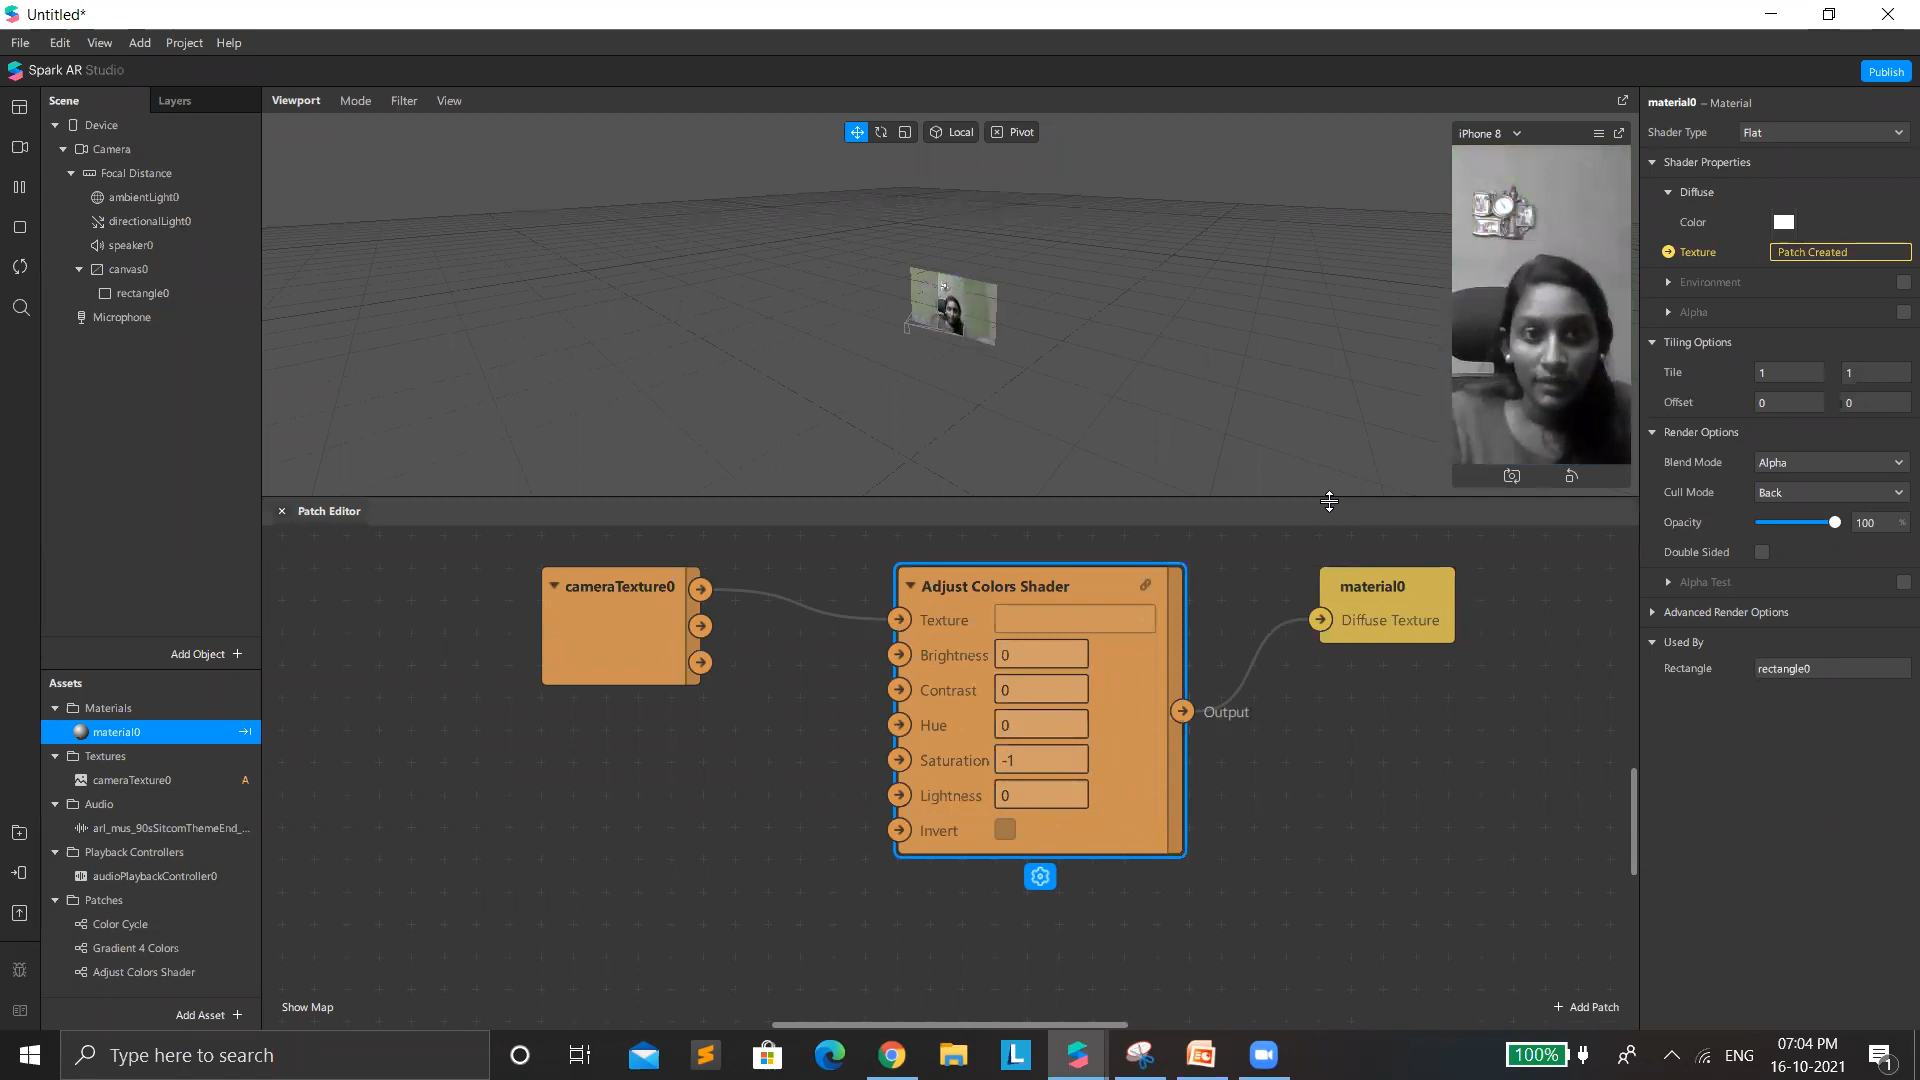 Untitled*
File Edit View Add Project Help
Spark AR Studio
Publish
Scene Layers
Device
Camera
Focal Distance
ambientLight0
directionalLight0
speaker0
canvas0
rectangle0
Microphone
Add Object +
Assets
Materials
material0
Textures
cameraTexture0 A
Audio
arl_mus_90sSitcomThemeEnd_...
Playback Controllers
audioPlaybackController0
Patches
Color Cycle
Gradient 4 Colors
Adjust Colors Shader
Add Asset +
Viewport Mode Filter View
Local Pivot
iPhone 8
Patch Editor
cameraTexture0
Adjust Colors Shader
Texture
Brightness 0
Contrast 0
Hue 0
Saturation -1
Lightness 0
Invert
Output
material0
Diffuse Texture
Show Map
+ Add Patch
material0 – Material
Shader Type Flat
Shader Properties
Diffuse
Color
Texture Patch Created
Environment
Alpha
Tiling Options
Tile 1 1
Offset 0 0
Render Options
Blend Mode Alpha
Cull Mode Back
Opacity 100 %
Double Sided
Alpha Test
Advanced Render Options
Used By
Rectangle rectangle0
Type here to search
L
100%
ENG
07:04 PM
16-10-2021
1